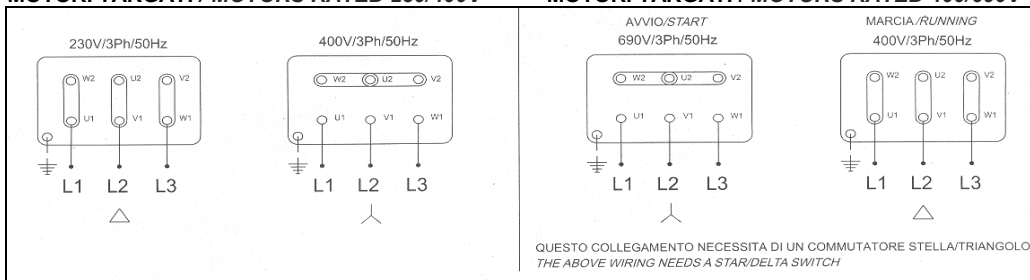 MOTORI TARGATI / MOTORS RATED 230/400V
MOTORI TARGATI / MOTORS RATED 400/690V
230V/3Ph/50Hz
W2 U2 V2
U1 V1 W1
L1 L2 L3
400V/3Ph/50Hz
W2 U2 V2
U1 V1 W1
L1 L2 L3
AVVIO/START
690V/3Ph/50Hz
W2 U2 V2
U1 V1 W1
L1 L2 L3
MARCIA/RUNNING
400V/3Ph/50Hz
W2 U2 V2
U1 V1 W1
L1 L2 L3
QUESTO COLLEGAMENTO NECESSITA DI UN COMMUTATORE STELLA/TRIANGOLO
THE ABOVE WIRING NEEDS A STAR/DELTA SWITCH